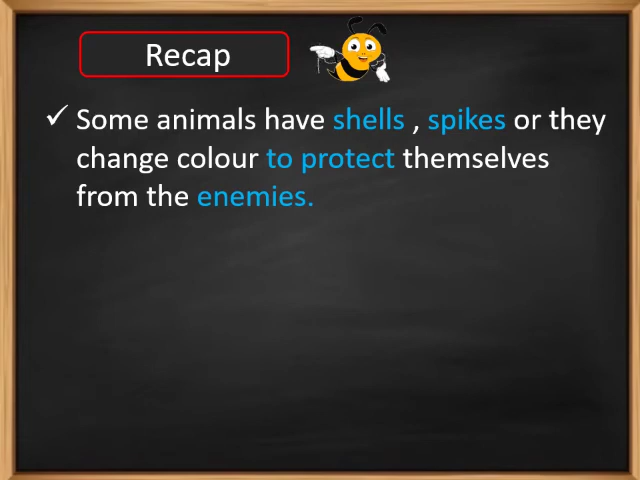 Recap
✓ Some animals have shells , spikes or they
change colour to protect themselves
from the enemies.